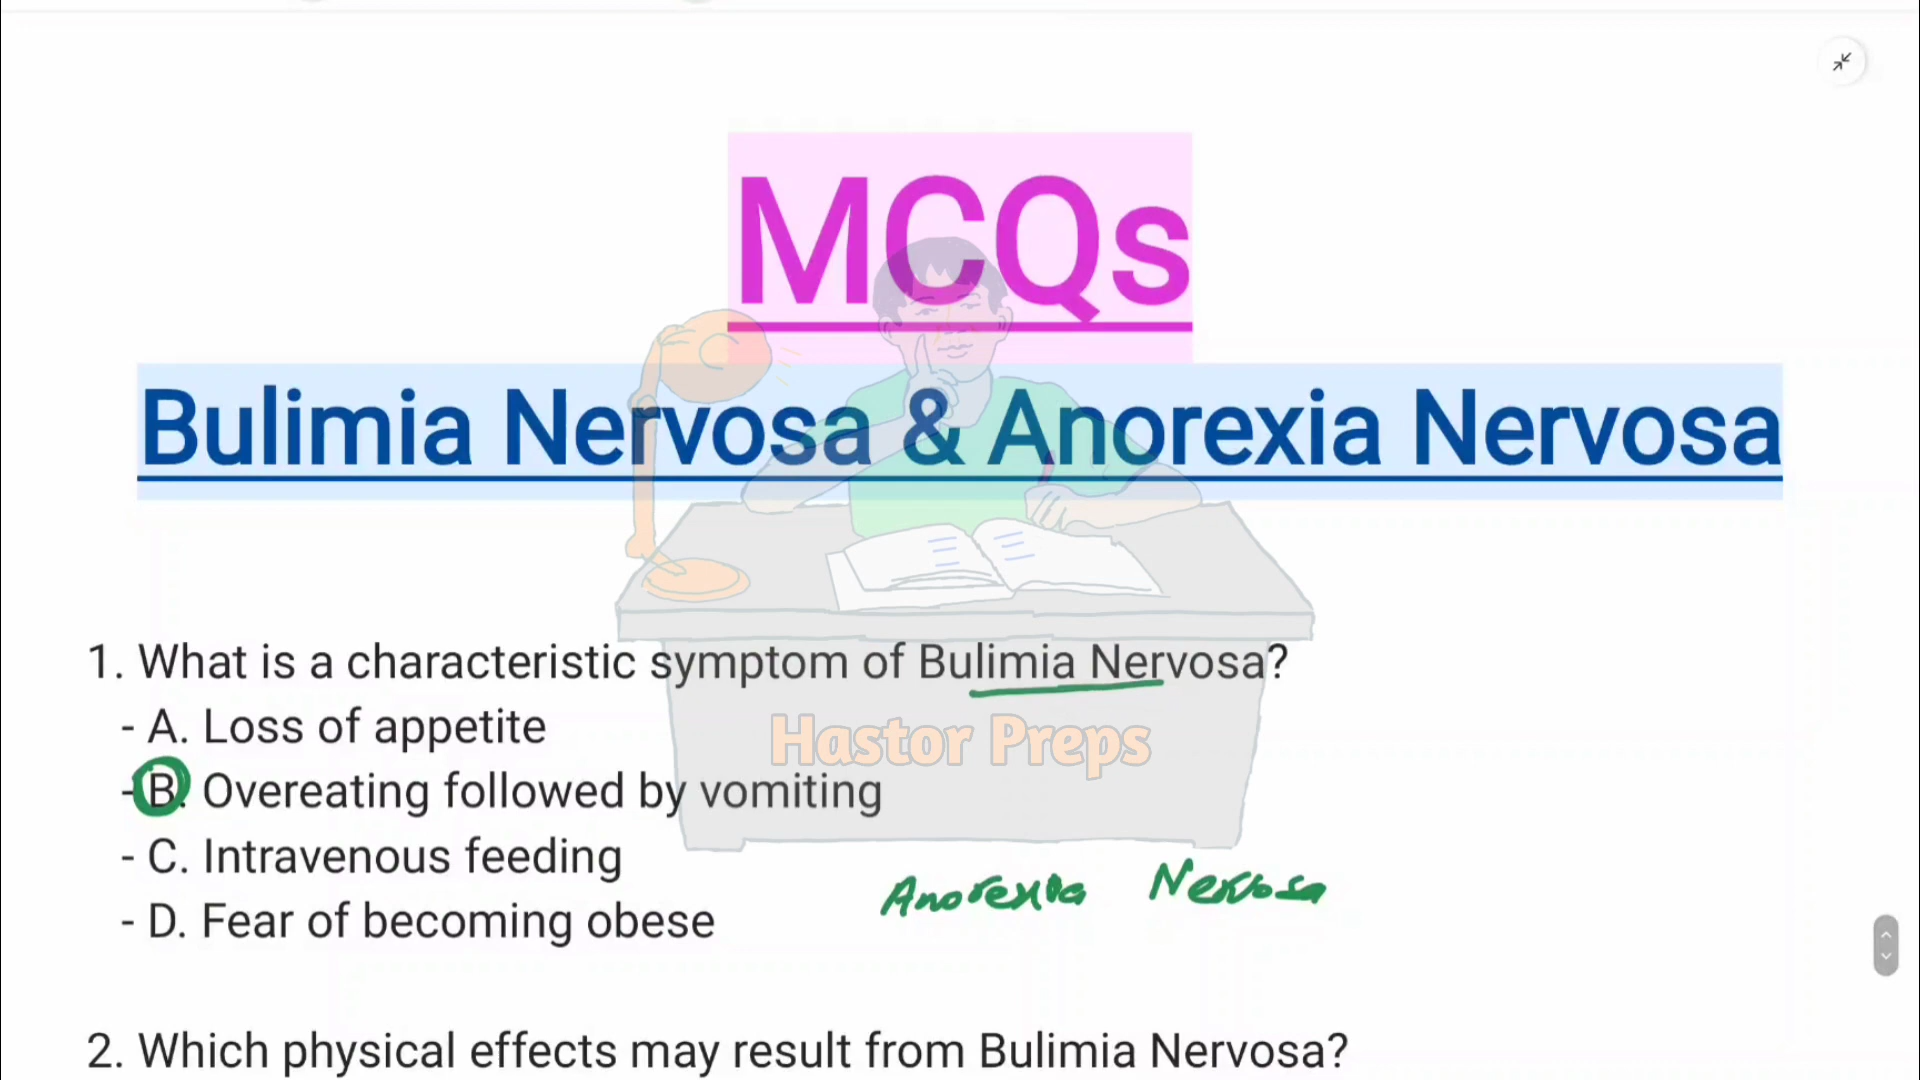 MCQs
Bulimia Nervosa & Anorexia Nervosa
1. What is a characteristic symptom of Bulimia Nervosa?
- A. Loss of appetite
Hastor Preps
- B. Overeating followed by vomiting
- C. Intravenous feeding
Anorexia Nervosa
- D. Fear of becoming obese
2. Which physical effects may result from Bulimia Nervosa?